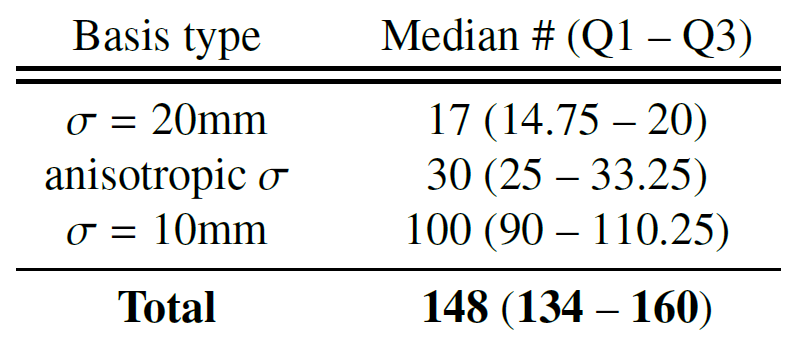 Basis type Median # (Q1 – Q3)
σ = 20mm 17 (14.75 – 20)
anisotropic σ 30 (25 – 33.25)
σ = 10mm 100 (90 – 110.25)
Total 148 (134 – 160)